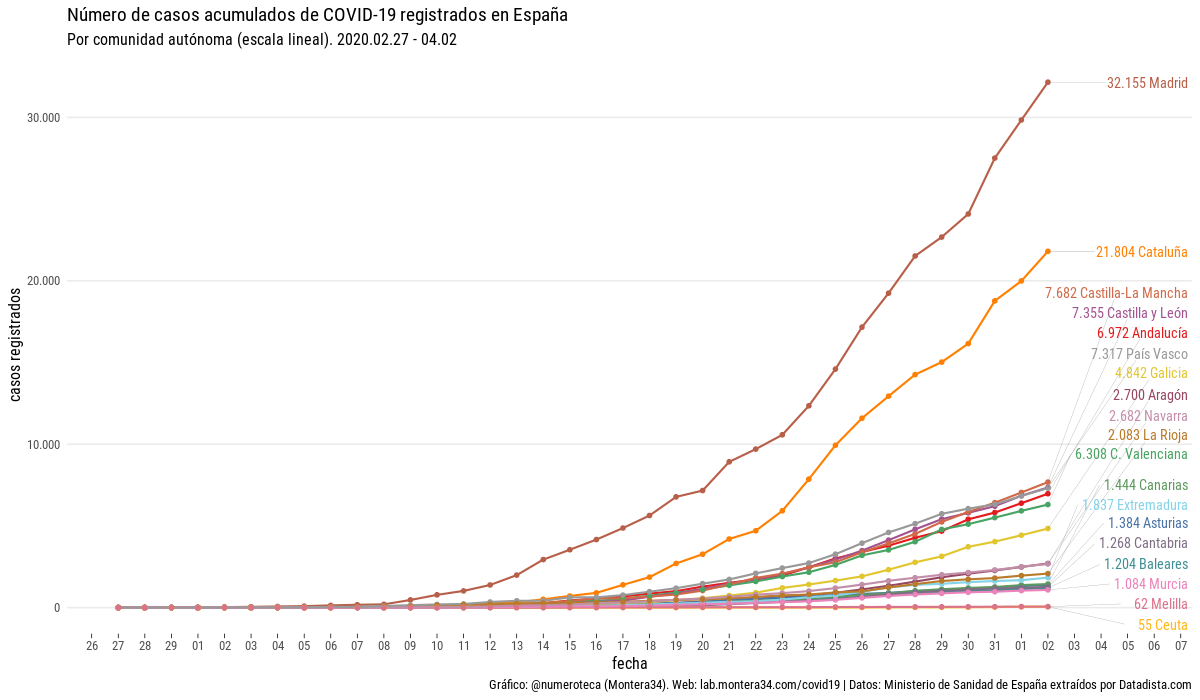 Número de casos acumulados de COVID-19 registrados en España
Por comunidad autónoma (escala lineal). 2020.02.27 - 04.02
casos registrados
30.000
20.000
10.000
0
32.155 Madrid
21.804 Cataluña
7.682 Castilla-La Mancha
7.355 Castilla y León
6.972 Andalucía
7.317 País Vasco
4.842 Galicia
2.700 Aragón
2.682 Navarra
2.083 La Rioja
6.308 C. Valenciana
1.444 Canarias
1.837 Extremadura
1.384 Asturias
1.268 Cantabria
1.204 Baleares
1.084 Murcia
62 Melilla
55 Ceuta
26 27 28 29 01 02 03 04 05 06 07 08 09 10 11 12 13 14 15 16 17 18 19 20 21 22 23 24 25 26 27 28 29 30 31 01 02 03 04 05 06 07
fecha
Gráfico: @numeroteca (Montera34). Web: lab.montera34.com/covid19 | Datos: Ministerio de Sanidad de España extraídos por Datadista.com